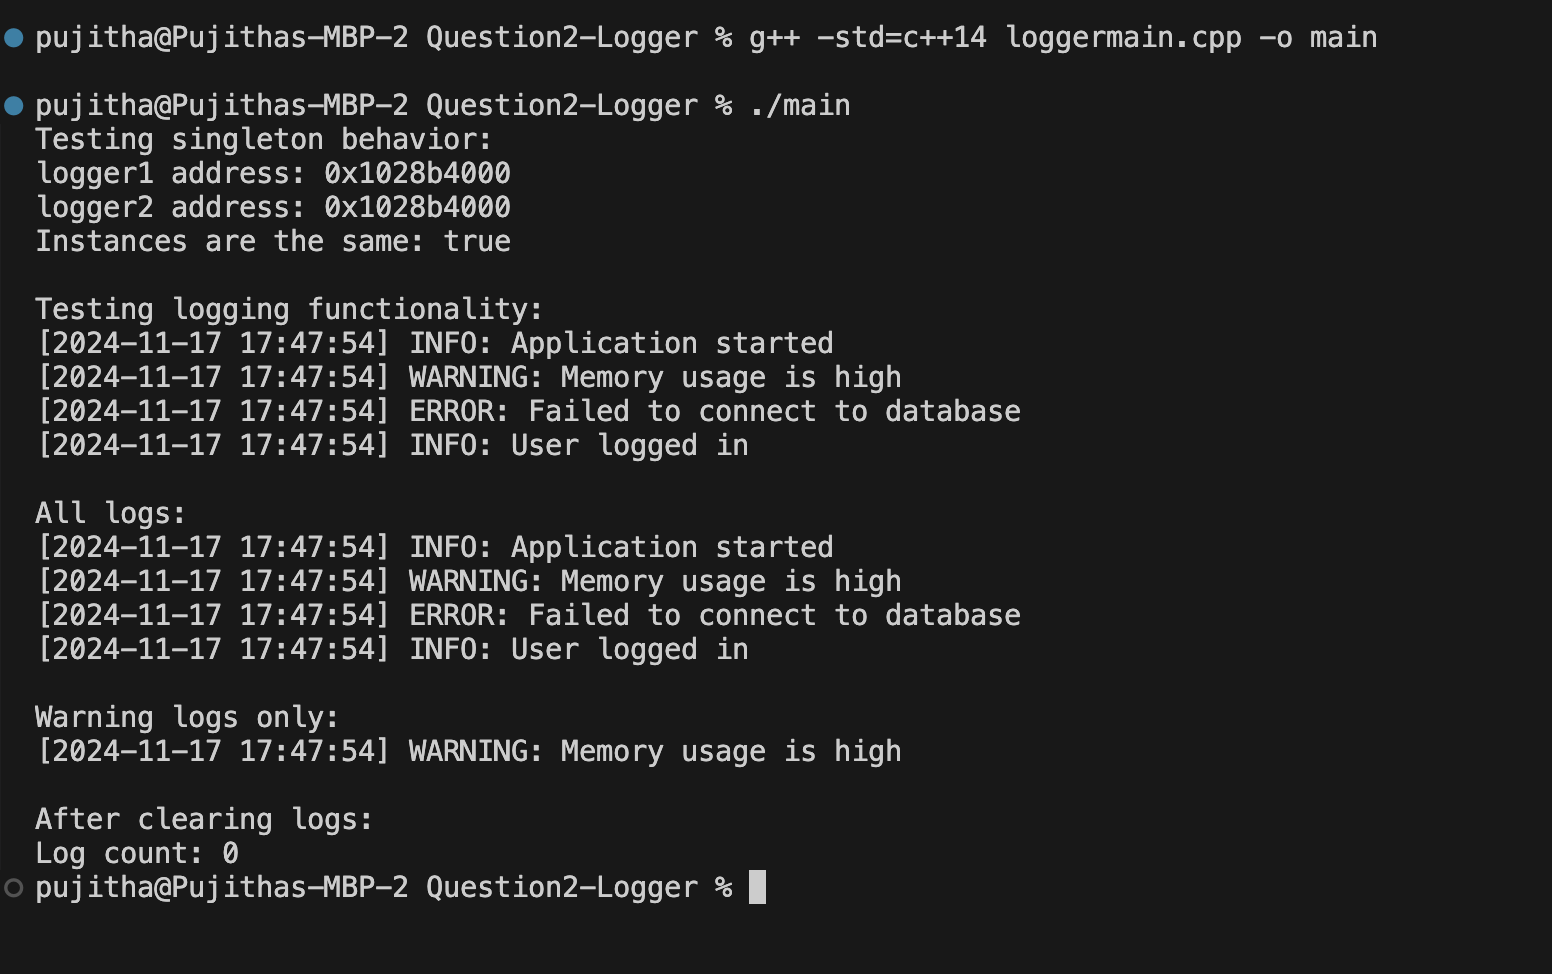 pujitha@Pujithas-MBP-2 Question2-Logger % g++ -std=c++14 loggermain.cpp -o main
pujitha@Pujithas-MBP-2 Question2-Logger % ./main
Testing singleton behavior:
logger1 address: 0x1028b4000
logger2 address: 0x1028b4000
Instances are the same: true
Testing logging functionality:
[2024-11-17 17:47:54] INFO: Application started
[2024-11-17 17:47:54] WARNING: Memory usage is high
[2024-11-17 17:47:54] ERROR: Failed to connect to database
[2024-11-17 17:47:54] INFO: User logged in
All logs:
[2024-11-17 17:47:54] INFO: Application started
[2024-11-17 17:47:54] WARNING: Memory usage is high
[2024-11-17 17:47:54] ERROR: Failed to connect to database
[2024-11-17 17:47:54] INFO: User logged in
Warning logs only:
[2024-11-17 17:47:54] WARNING: Memory usage is high
After clearing logs:
Log count: 0
pujitha@Pujithas-MBP-2 Question2-Logger %